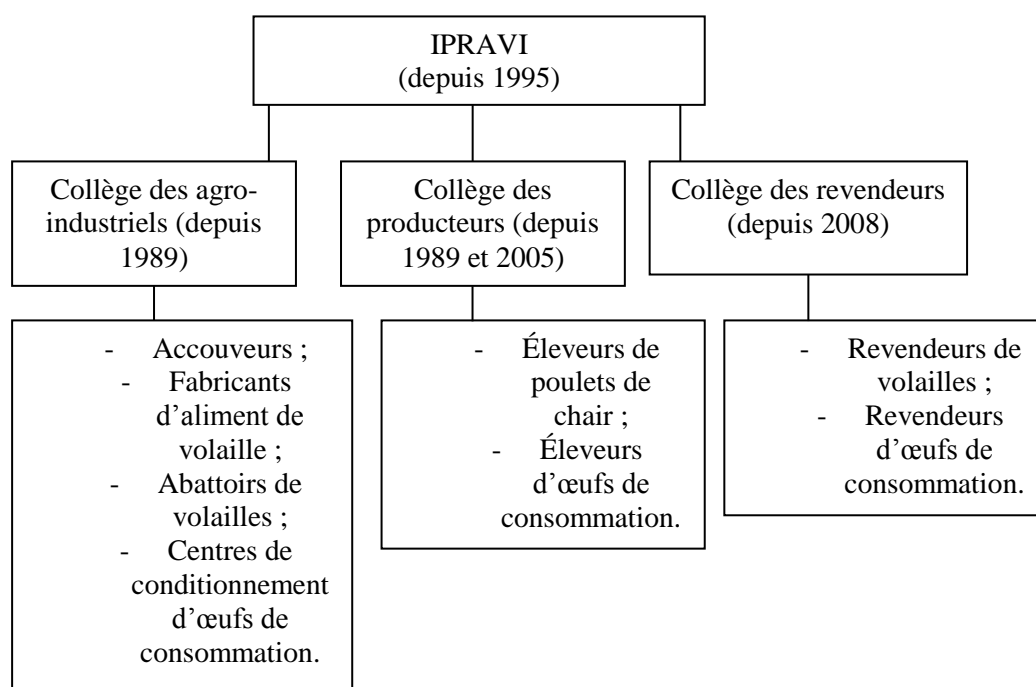 IPRAVI
(depuis 1995)
Collège des agro-
industriels (depuis
1989)
Collège des
producteurs (depuis
1989 et 2005)
Collège des revendeurs
(depuis 2008)
- Accouveurs ;
- Fabricants
d’aliment de
volaille ;
- Abattoirs de
volailles ;
- Centres de
conditionnement
d’œufs de
consommation.
- Éleveurs de
poulets de
chair ;
- Éleveurs
d’œufs de
consommation.
- Revendeurs de
volailles ;
- Revendeurs
d’œufs de
consommation.